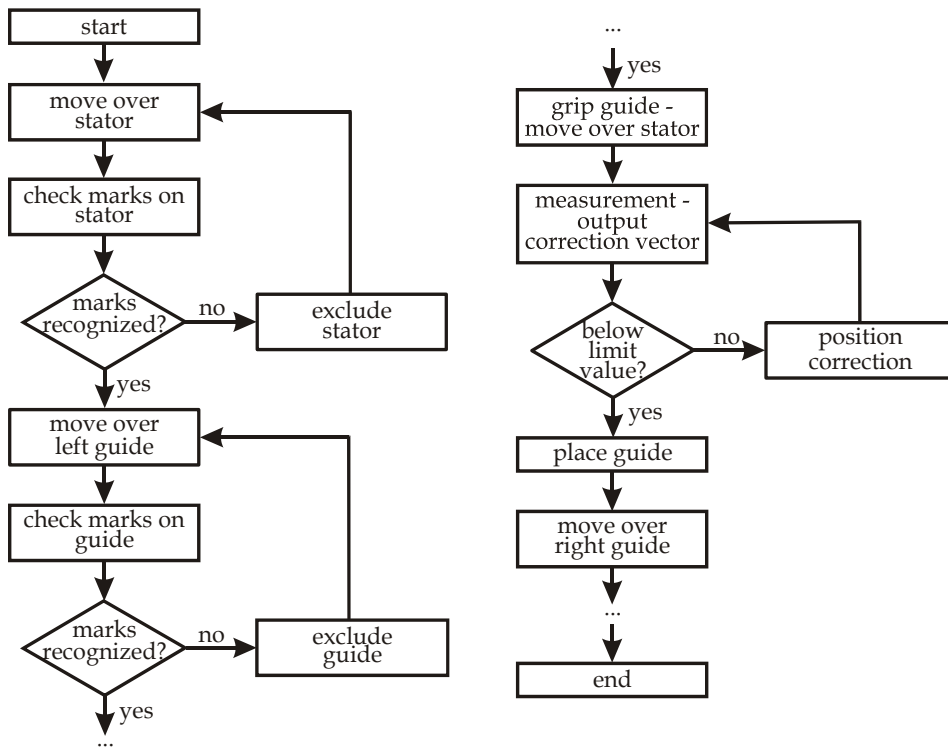 start
move over
stator
check marks on
stator
marks
recognized?
no
exclude
stator
yes
move over
left guide
check marks on
guide
marks
recognized?
no
exclude
guide
yes
...
...
yes
grip guide -
move over stator
measurement -
output
correction vector
below
limit
value?
no
position
correction
yes
place guide
move over
right guide
...
end